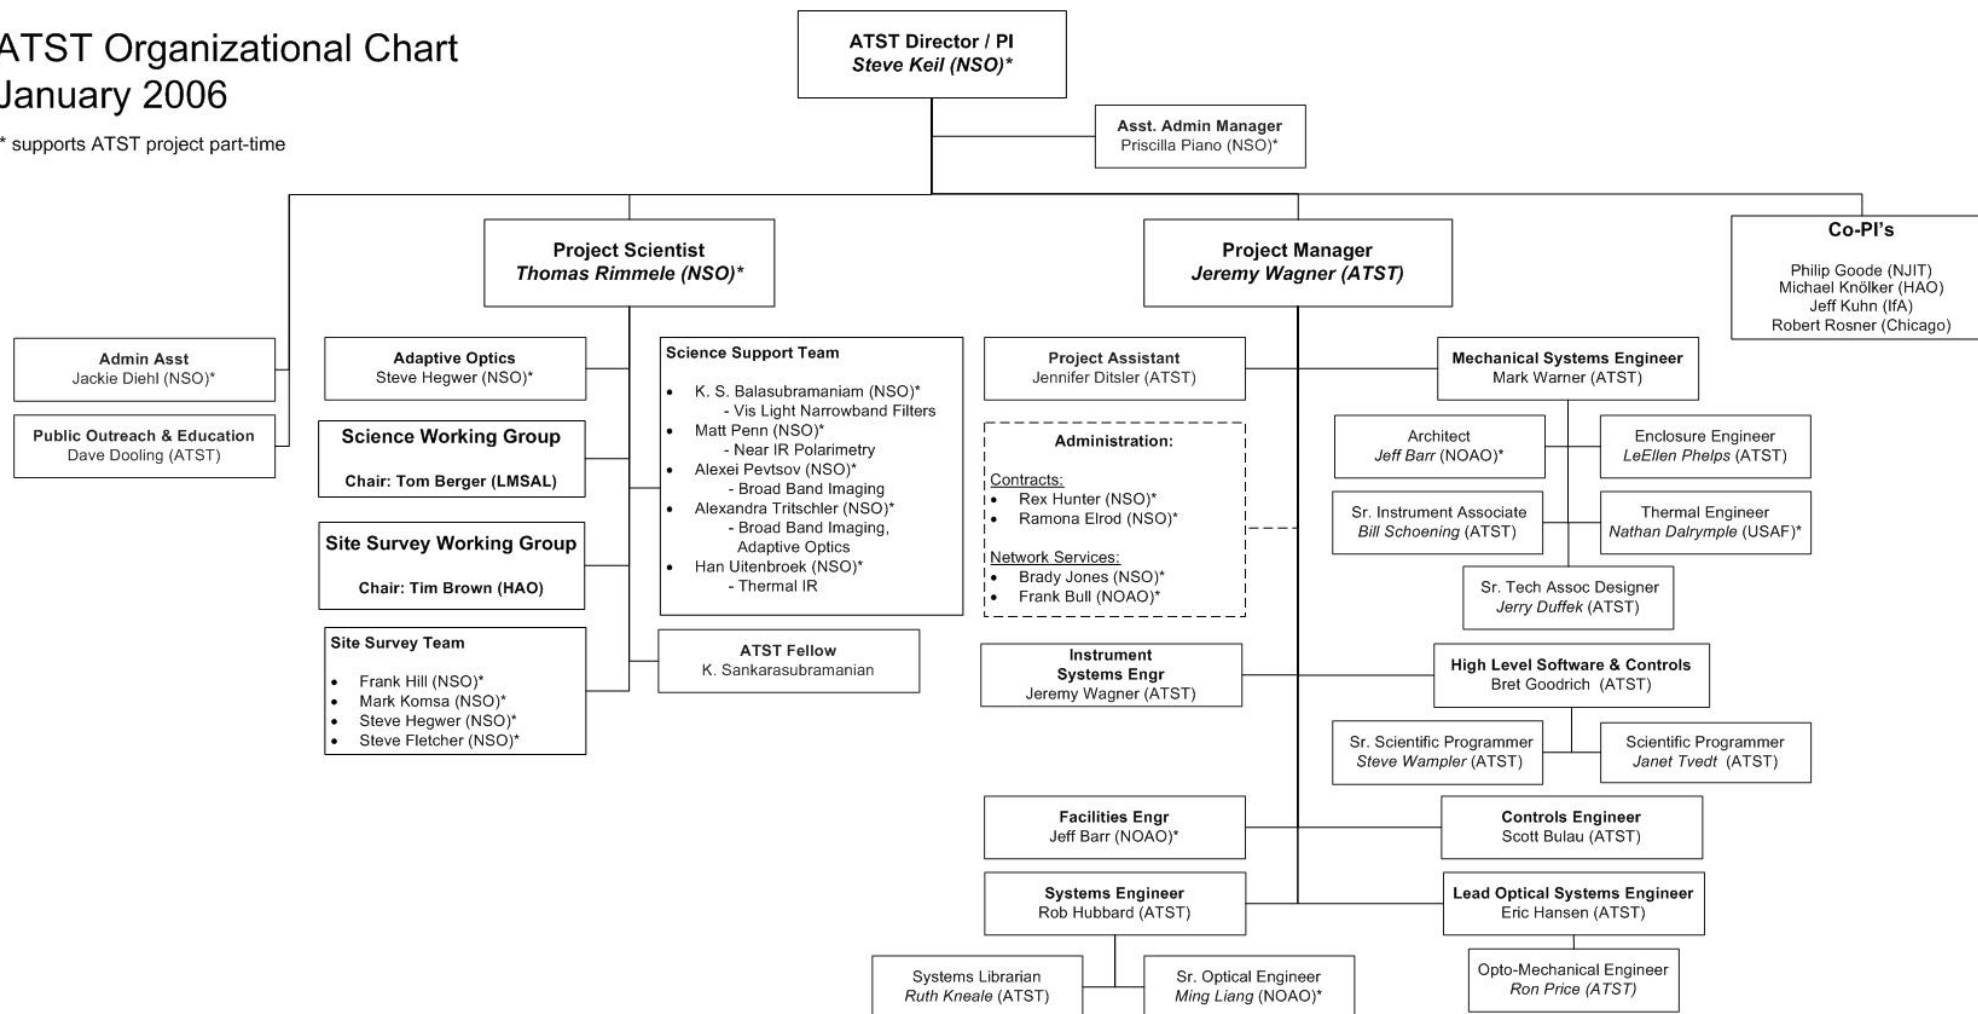 ATST Organizational Chart
January 2006
* supports ATST project part-time
ATST Director / PI
Steve Keil (NSO)*
Asst. Admin Manager
Priscilla Piano (NSO)*
Project Scientist
Thomas Rimmele (NSO)*
Project Manager
Jeremy Wagner (ATST)
Co-PI's
Philip Goode (NJIT)
Michael Knölker (HAO)
Jeff Kuhn (IfA)
Robert Rosner (Chicago)
Admin Asst
Jackie Diehl (NSO)*
Public Outreach & Education
Dave Dooling (ATST)
Adaptive Optics
Steve Hegwer (NSO)*
Science Working Group
Chair: Tom Berger (LMSAL)
Site Survey Working Group
Chair: Tim Brown (HAO)
Site Survey Team
• Frank Hill (NSO)*
• Mark Komsa (NSO)*
• Steve Hegwer (NSO)*
• Steve Fletcher (NSO)*
Science Support Team
• K. S. Balasubramaniam (NSO)*
- Vis Light Narrowband Filters
• Matt Penn (NSO)*
- Near IR Polarimetry
• Alexei Pevtsov (NSO)*
- Broad Band Imaging
• Alexandra Tritschler (NSO)*
- Broad Band Imaging,
Adaptive Optics
• Han Uitenbroek (NSO)*
- Thermal IR
ATST Fellow
K. Sankarasubramanian
Project Assistant
Jennifer Ditsler (ATST)
Administration:
Contracts:
• Rex Hunter (NSO)*
• Ramona Elrod (NSO)*
Network Services:
• Brady Jones (NSO)*
• Frank Bull (NOAO)*
Instrument
Systems Engr
Jeremy Wagner (ATST)
Facilities Engr
Jeff Barr (NOAO)*
Systems Engineer
Rob Hubbard (ATST)
Systems Librarian
Ruth Kneale (ATST)
Sr. Optical Engineer
Ming Liang (NOAO)*
Mechanical Systems Engineer
Mark Warner (ATST)
Architect
Jeff Barr (NOAO)*
Enclosure Engineer
LeEllen Phelps (ATST)
Sr. Instrument Associate
Bill Schoening (ATST)
Thermal Engineer
Nathan Dalrymple (USAF)*
Sr. Tech Assoc Designer
Jerry Duffek (ATST)
High Level Software & Controls
Bret Goodrich (ATST)
Sr. Scientific Programmer
Steve Wampler (ATST)
Scientific Programmer
Janet Tvedt (ATST)
Controls Engineer
Scott Bulau (ATST)
Lead Optical Systems Engineer
Eric Hansen (ATST)
Opto-Mechanical Engineer
Ron Price (ATST)